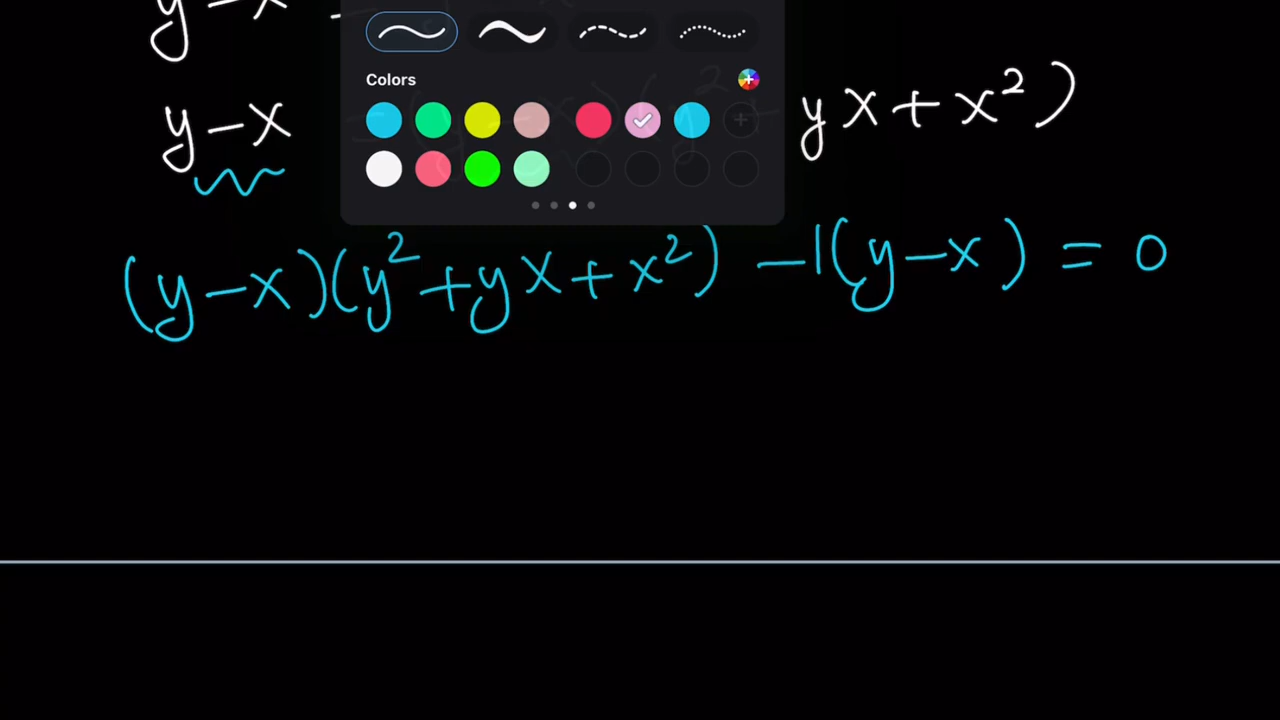 y-x
Colors
y-x = yx+x²)
(y-x)(y²+yx+x²) -1(y-x) = 0